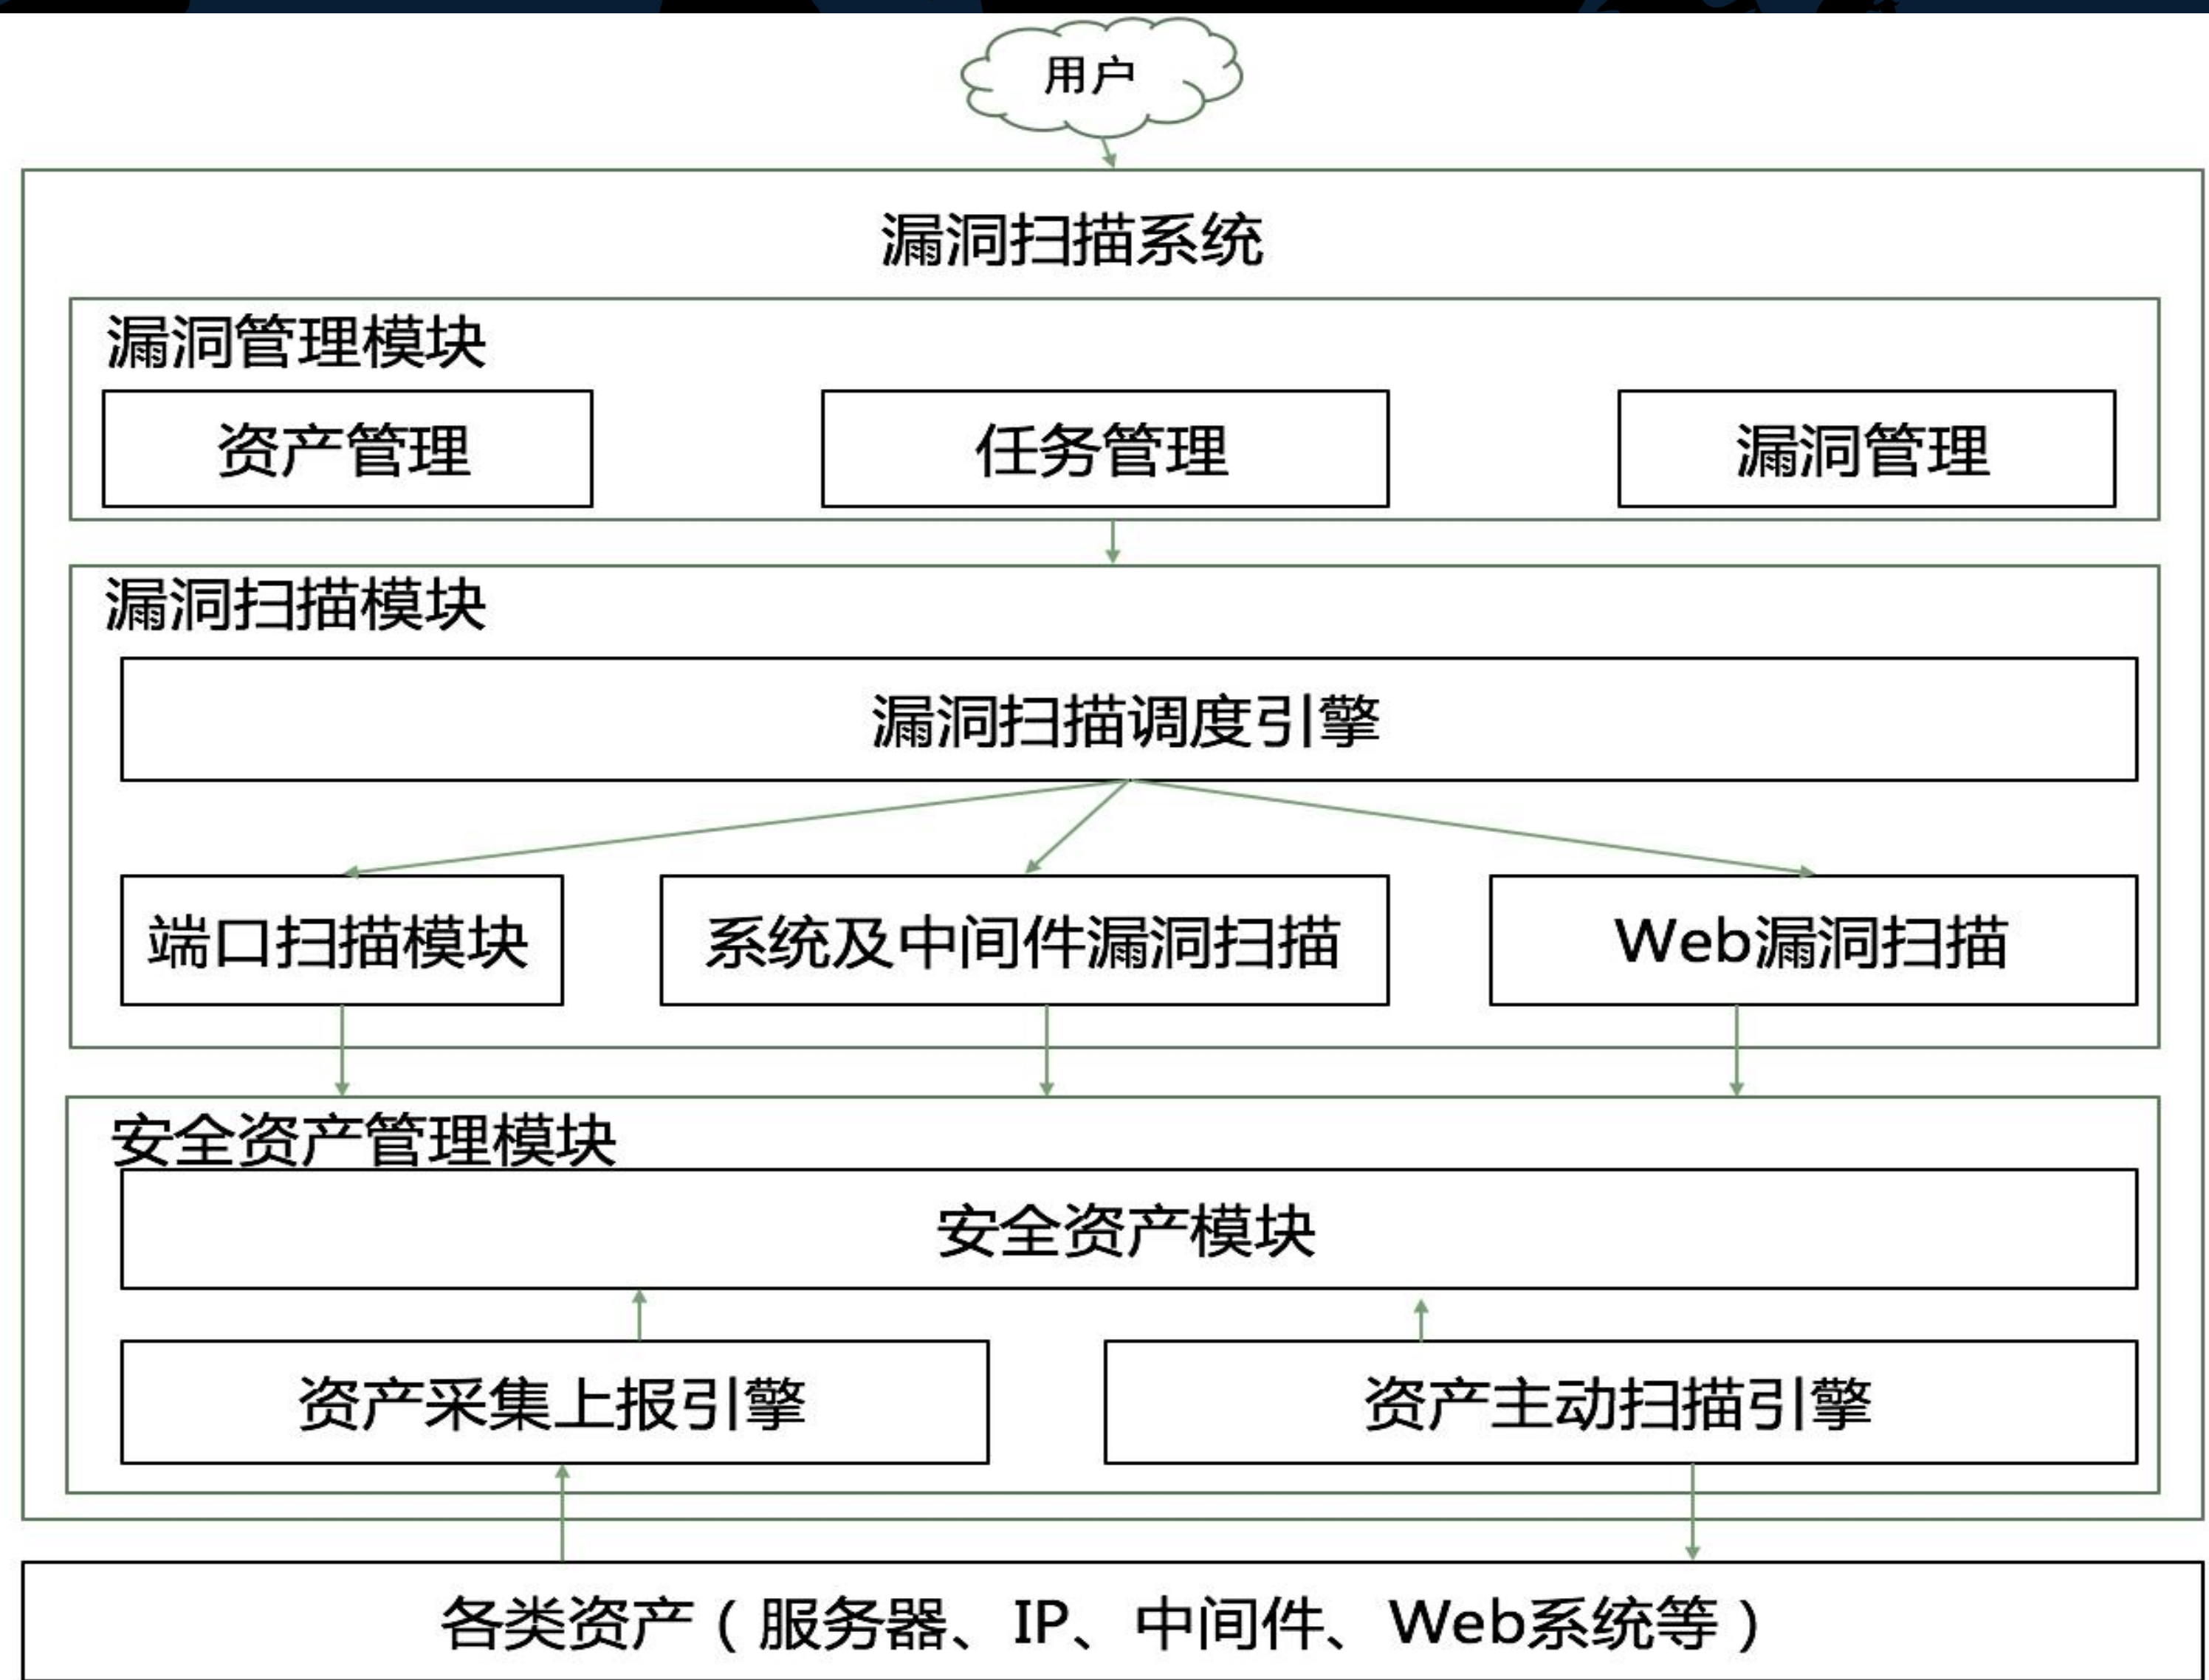 用户
漏洞扫描系统
漏洞管理模块
资产管理
任务管理
漏洞管理
漏洞扫描模块
漏洞扫描调度引擎
端口扫描模块
系统及中间件漏洞扫描
Web漏洞扫描
安全资产管理模块
安全资产模块
资产采集上报引擎
资产主动扫描引擎
各类资产（服务器、IP、中间件、Web系统等）